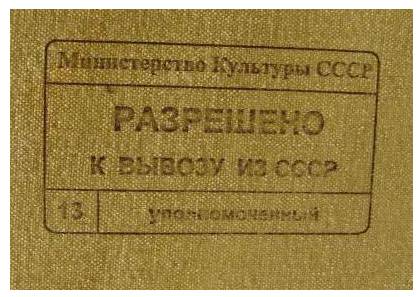 Министерство Культуры СССР
РАЗРЕШЕНО
К ВЫВОЗУ ИЗ СССР
13 уполномоченный